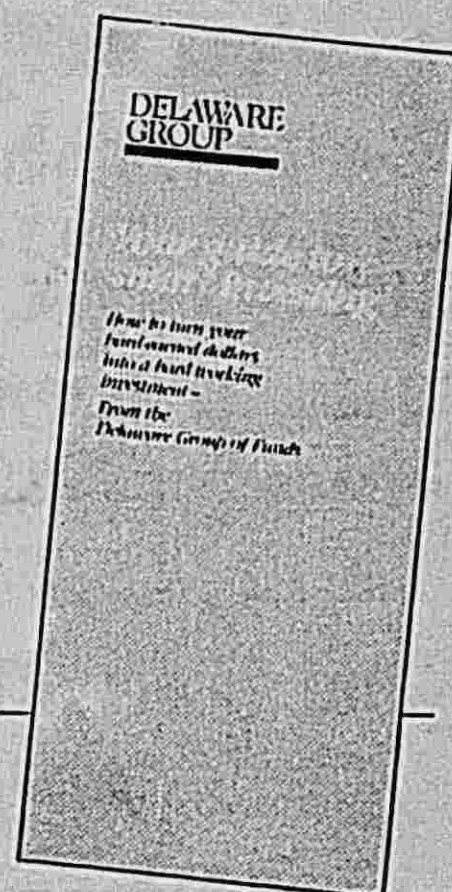 DELAWARE
GROUP
How to turn your
hard earned dollars
into a hard working
investment –
From the
Delaware Group of Funds